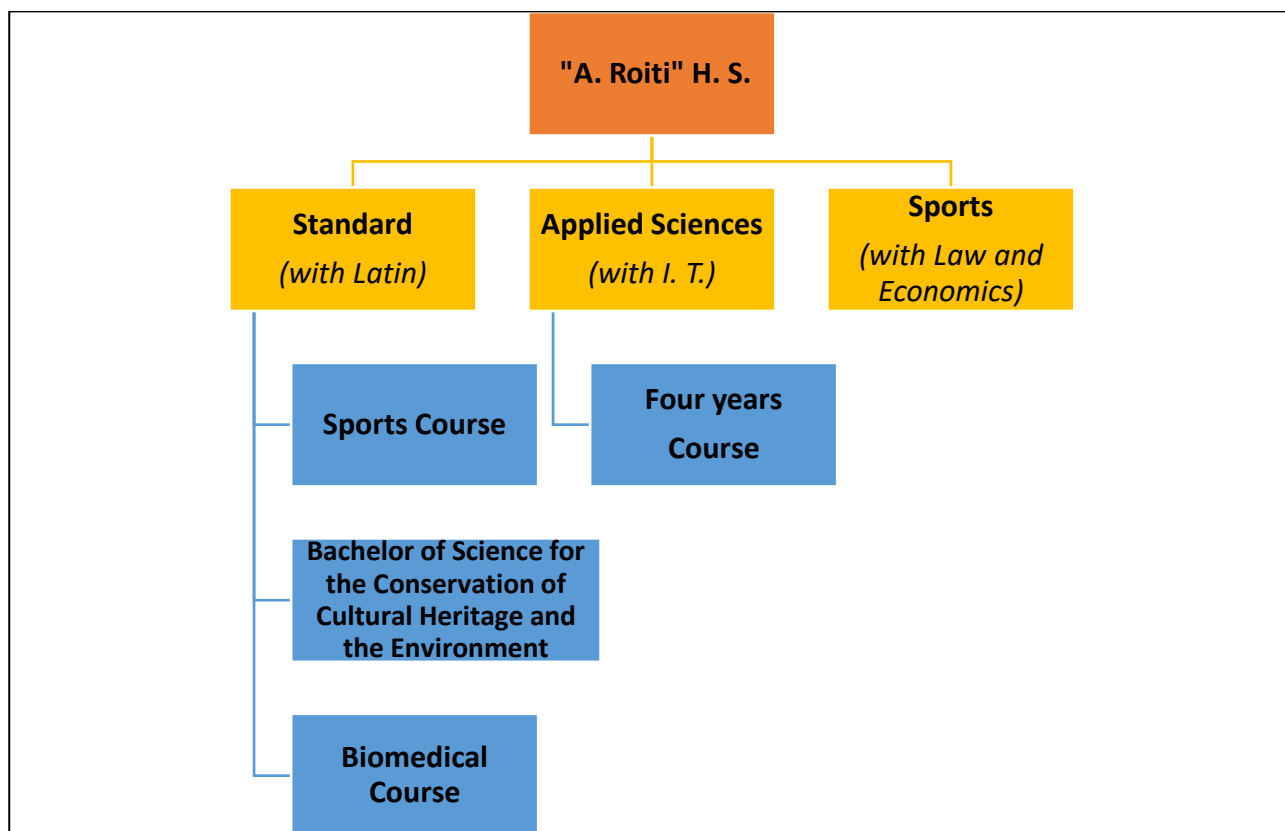 "A. Roiti" H. S.
Standard
(with Latin)
Applied Sciences
(with I. T.)
Sports
(with Law and
Economics)
Sports Course
Four years
Course
Bachelor of Science for
the Conservation of
Cultural Heritage and
the Environment
Biomedical
Course